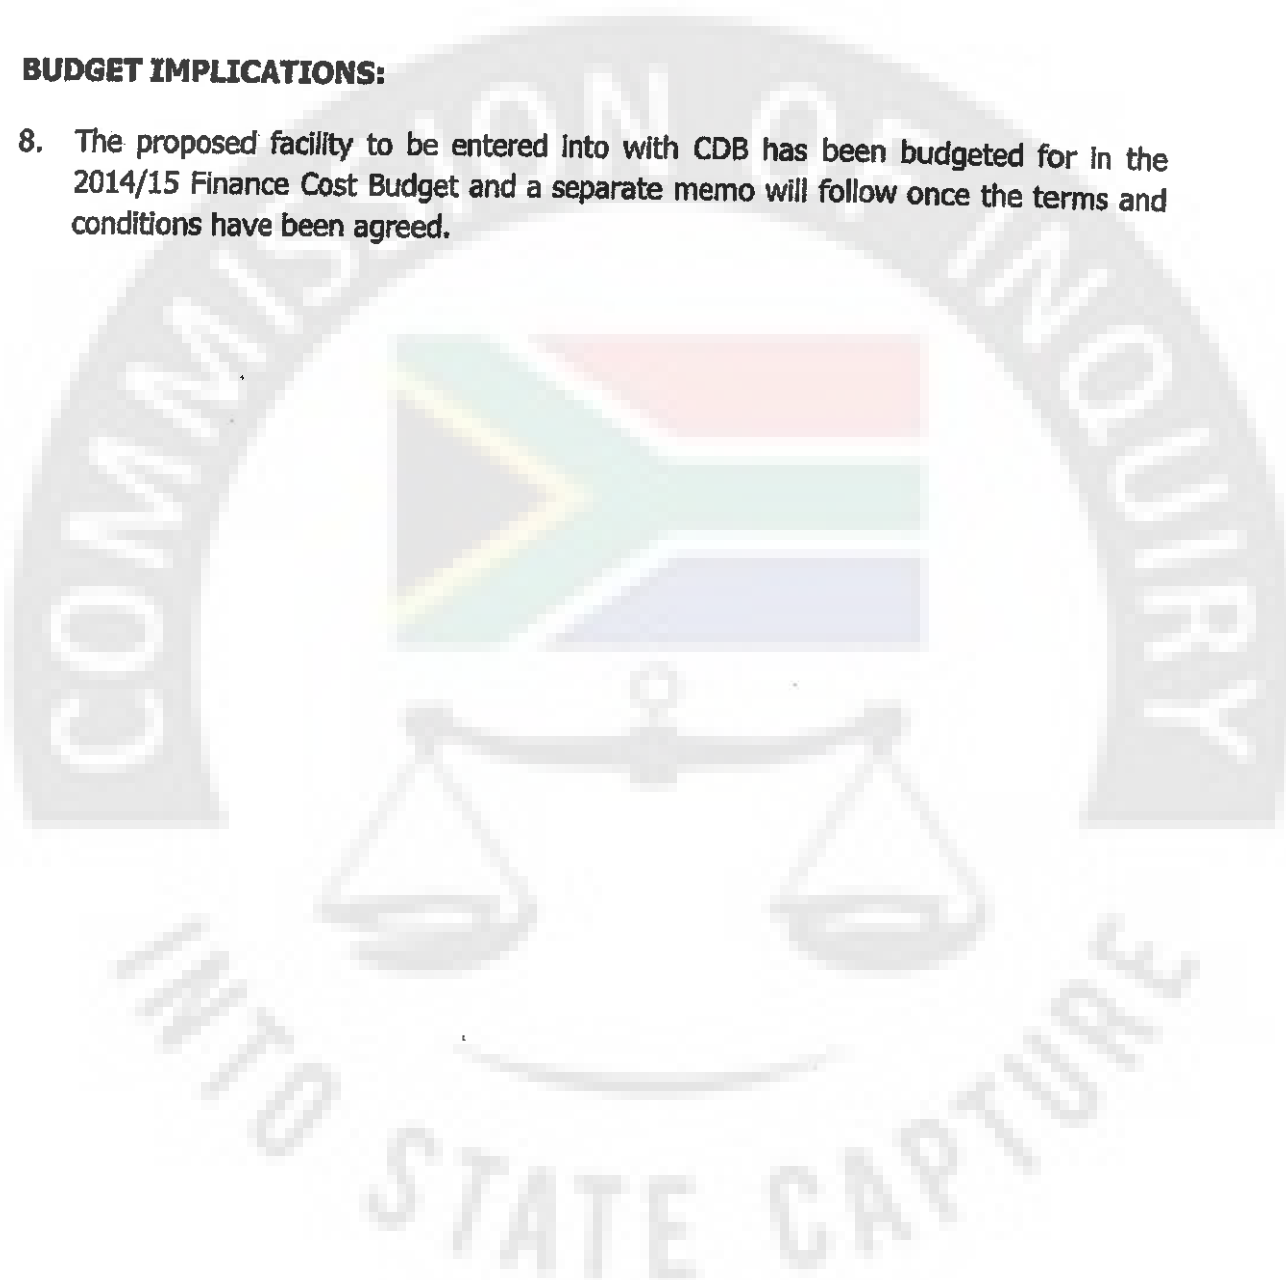 BUDGET IMPLICATIONS:
8. The proposed facility to be entered into with CDB has been budgeted for in the
2014/15 Finance Cost Budget and a separate memo will follow once the terms and
conditions have been agreed.
COMMISSION OF INQUIRY
INTO STATE CAPTURE